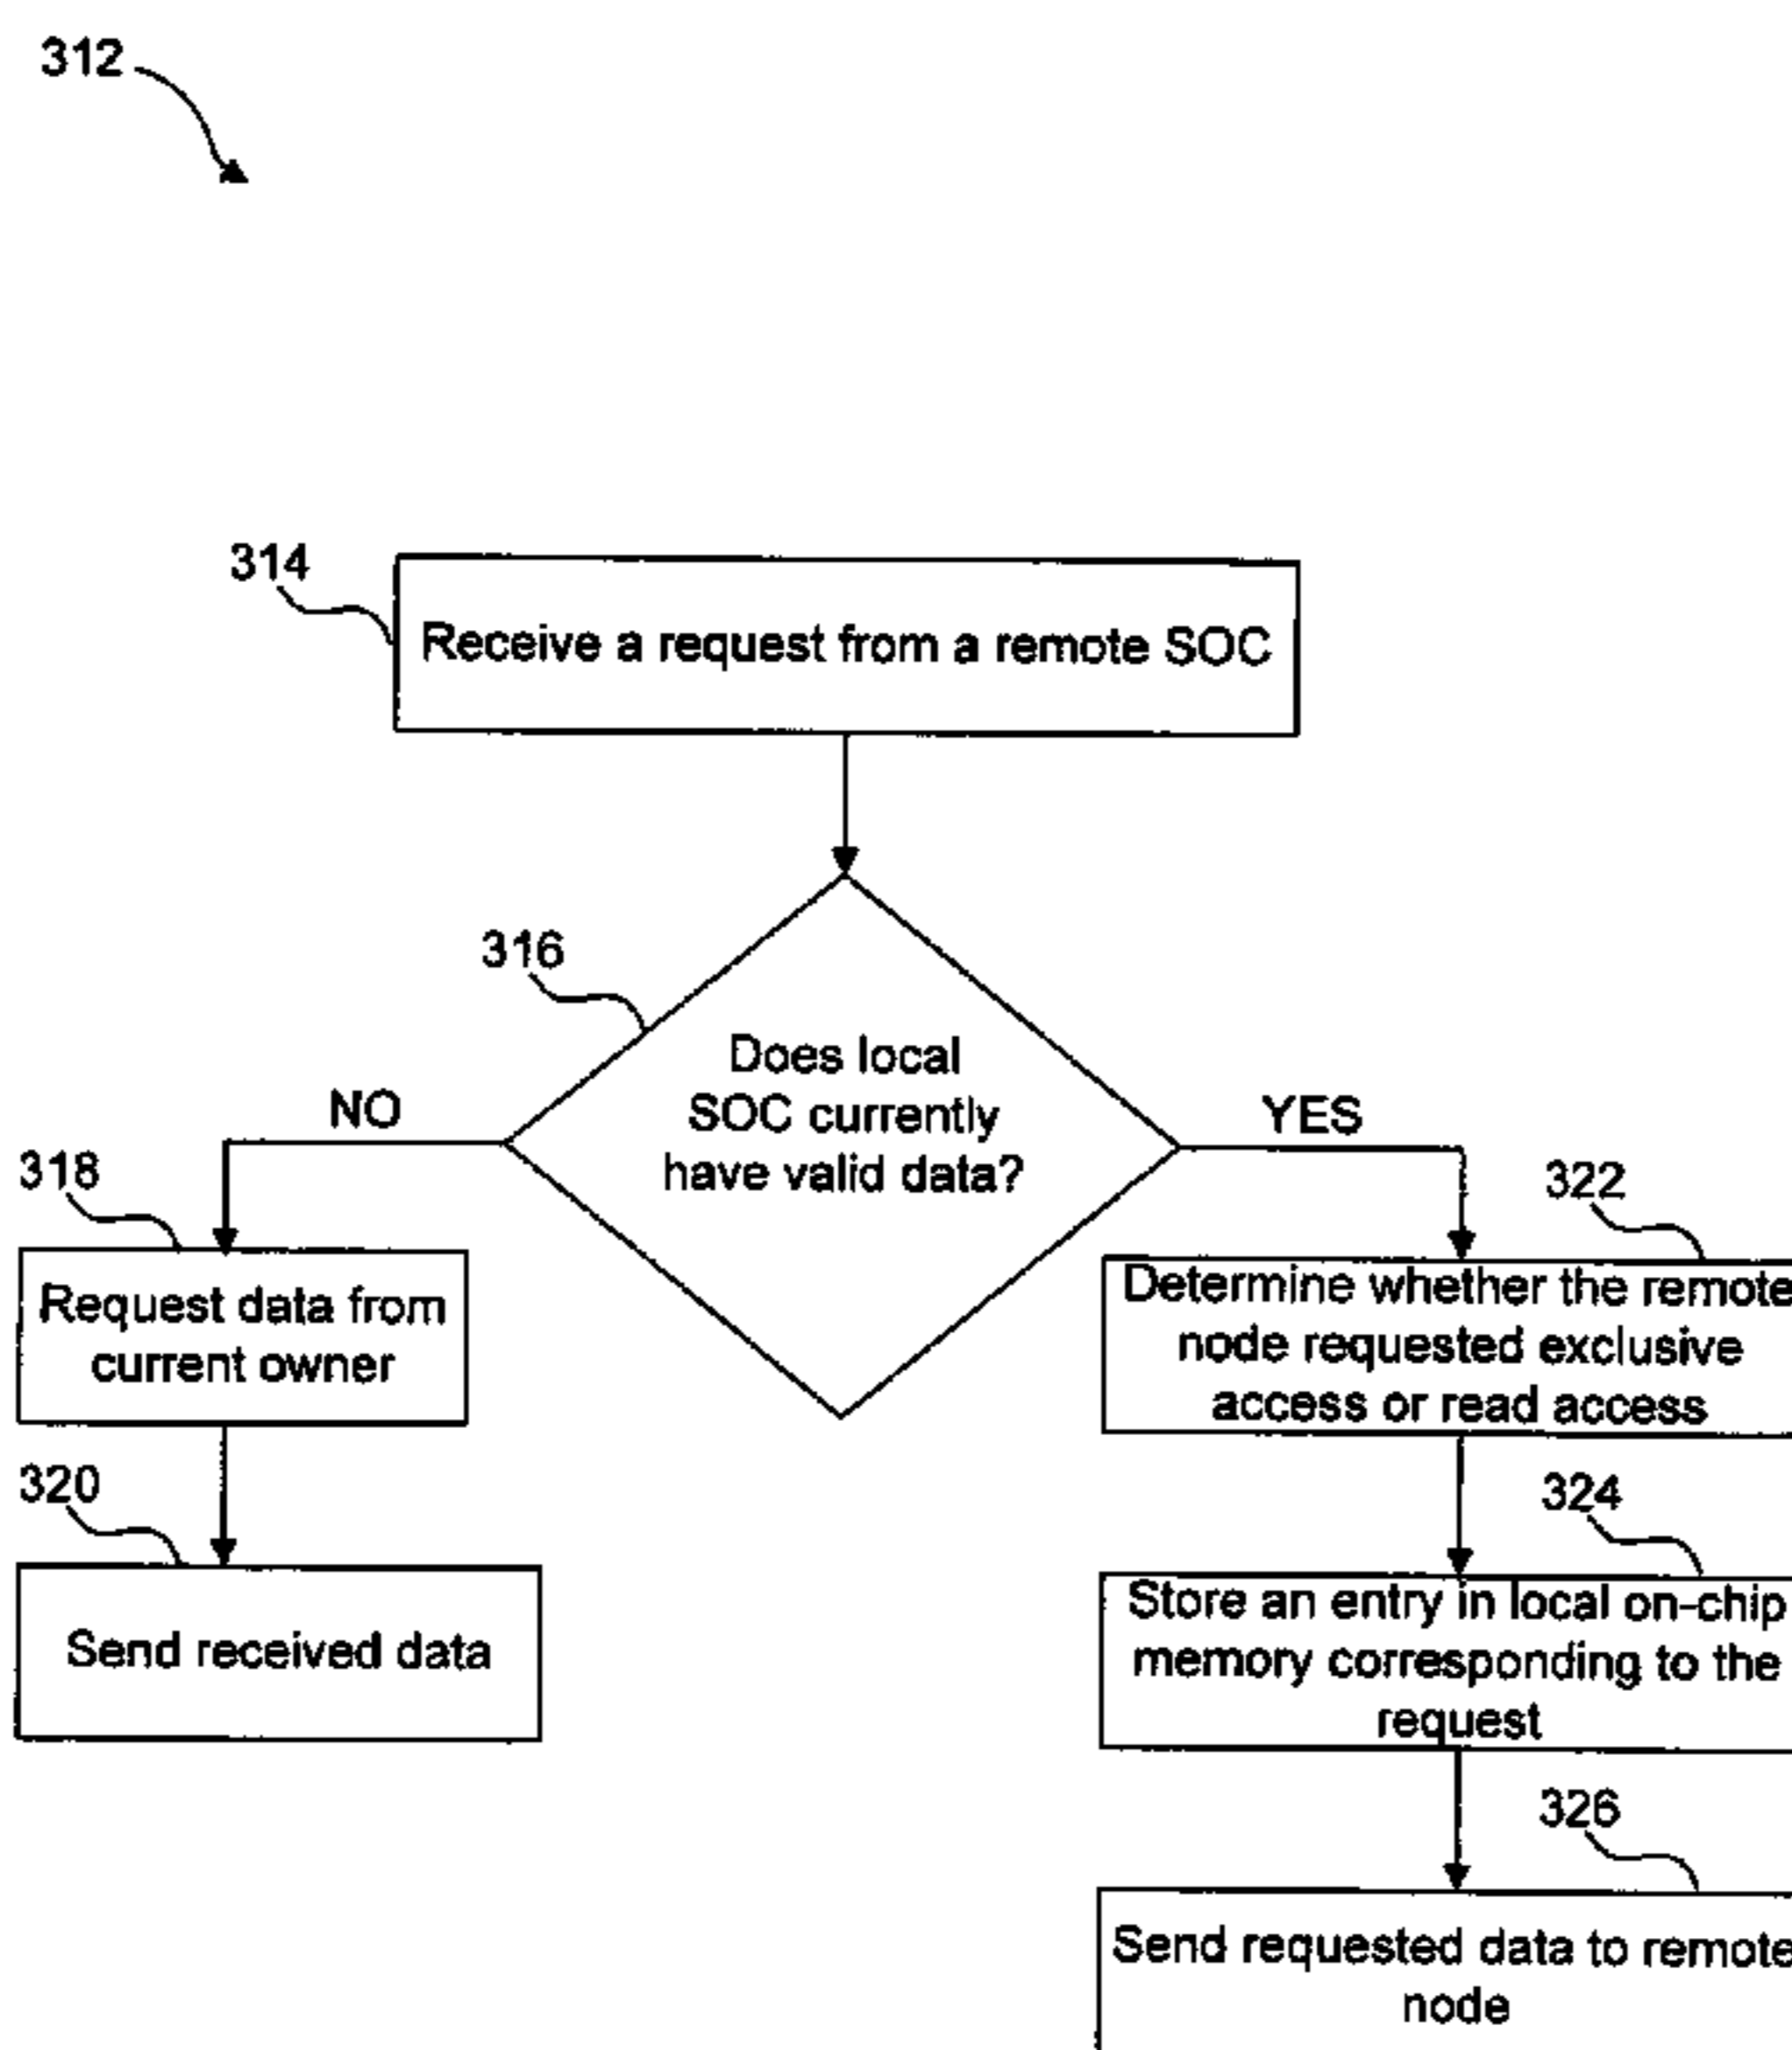 312
314
Receive a request from a remote SOC
316
Does local
SOC currently
have valid data?
NO
YES
318
Request data from
current owner
320
Send received data
322
Determine whether the remote
node requested exclusive
access or read access
324
Store an entry in local on-chip
memory corresponding to the
request
326
Send requested data to remote
node